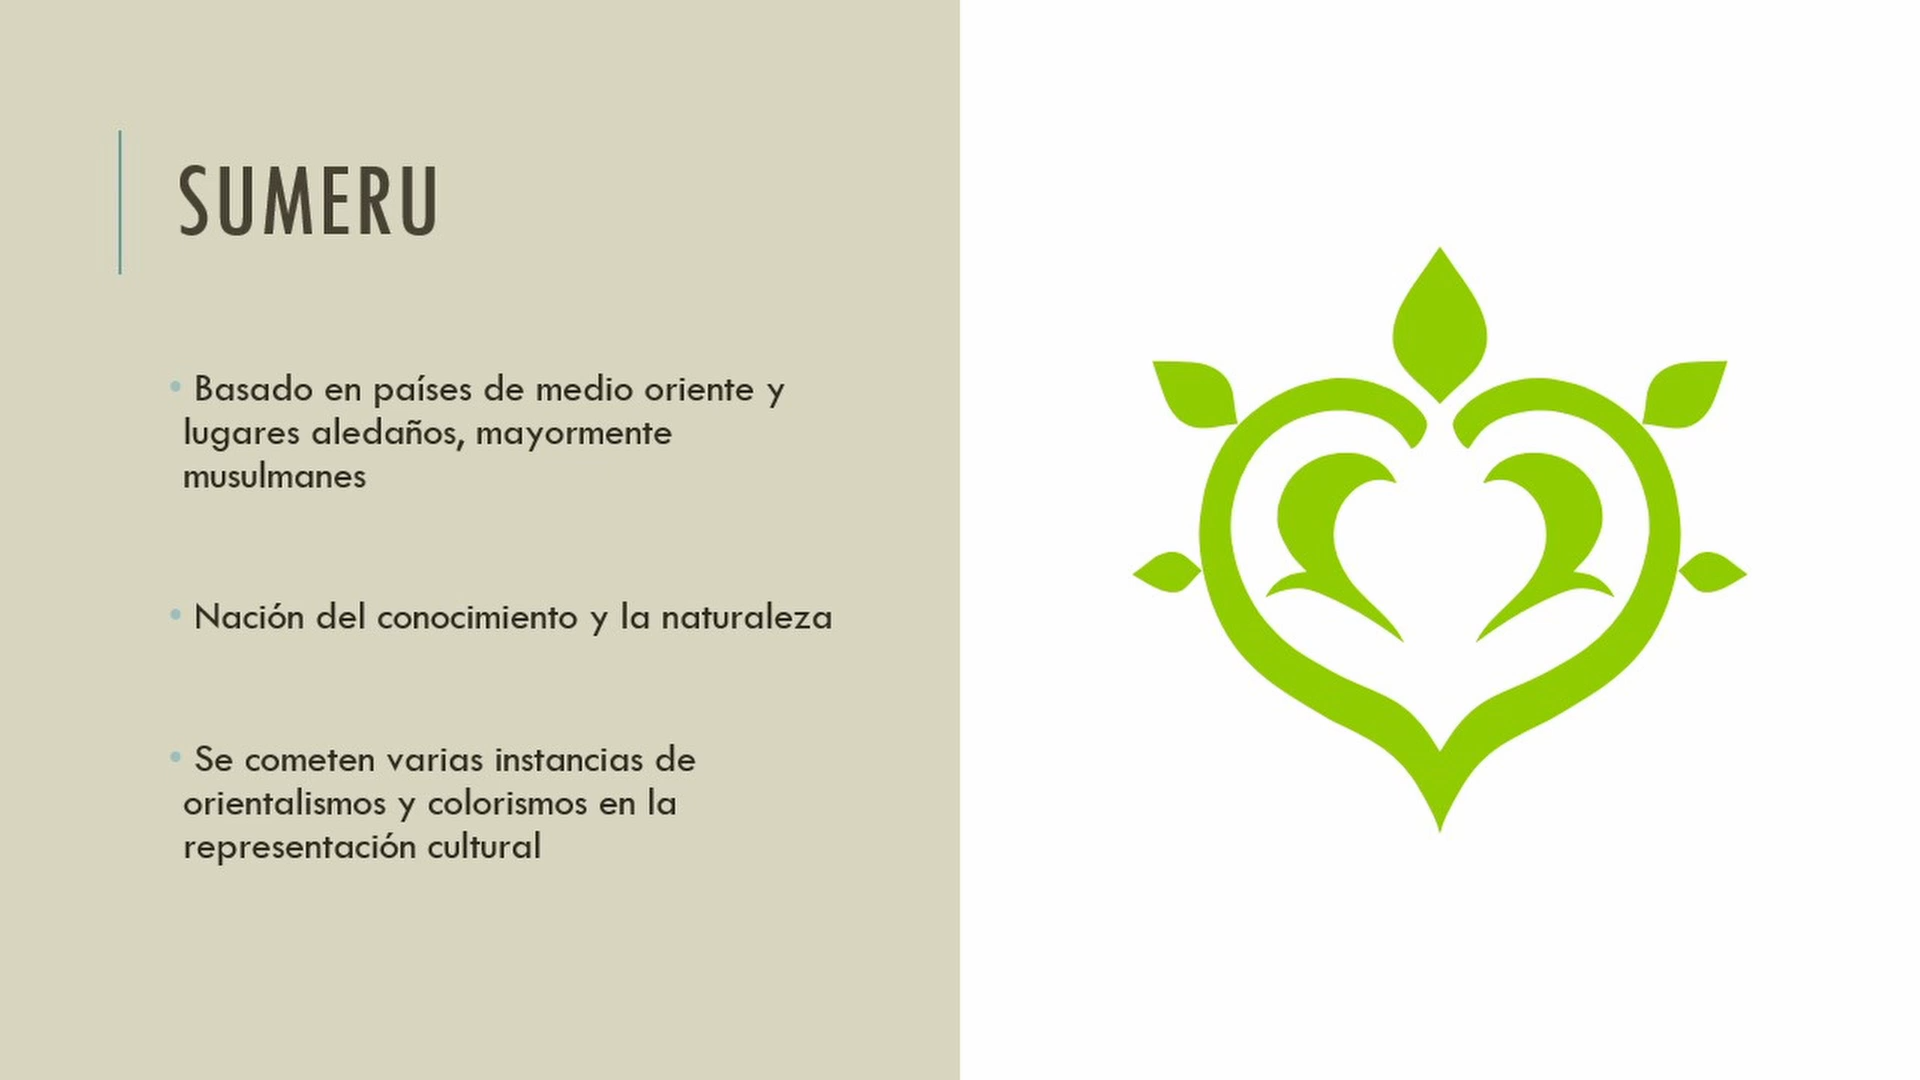 SUMERU
• Basado en países de medio oriente y
lugares aledaños, mayormente
musulmanes
• Nación del conocimiento y la naturaleza
• Se cometen varias instancias de
orientalismos y colorismos en la
representación cultural